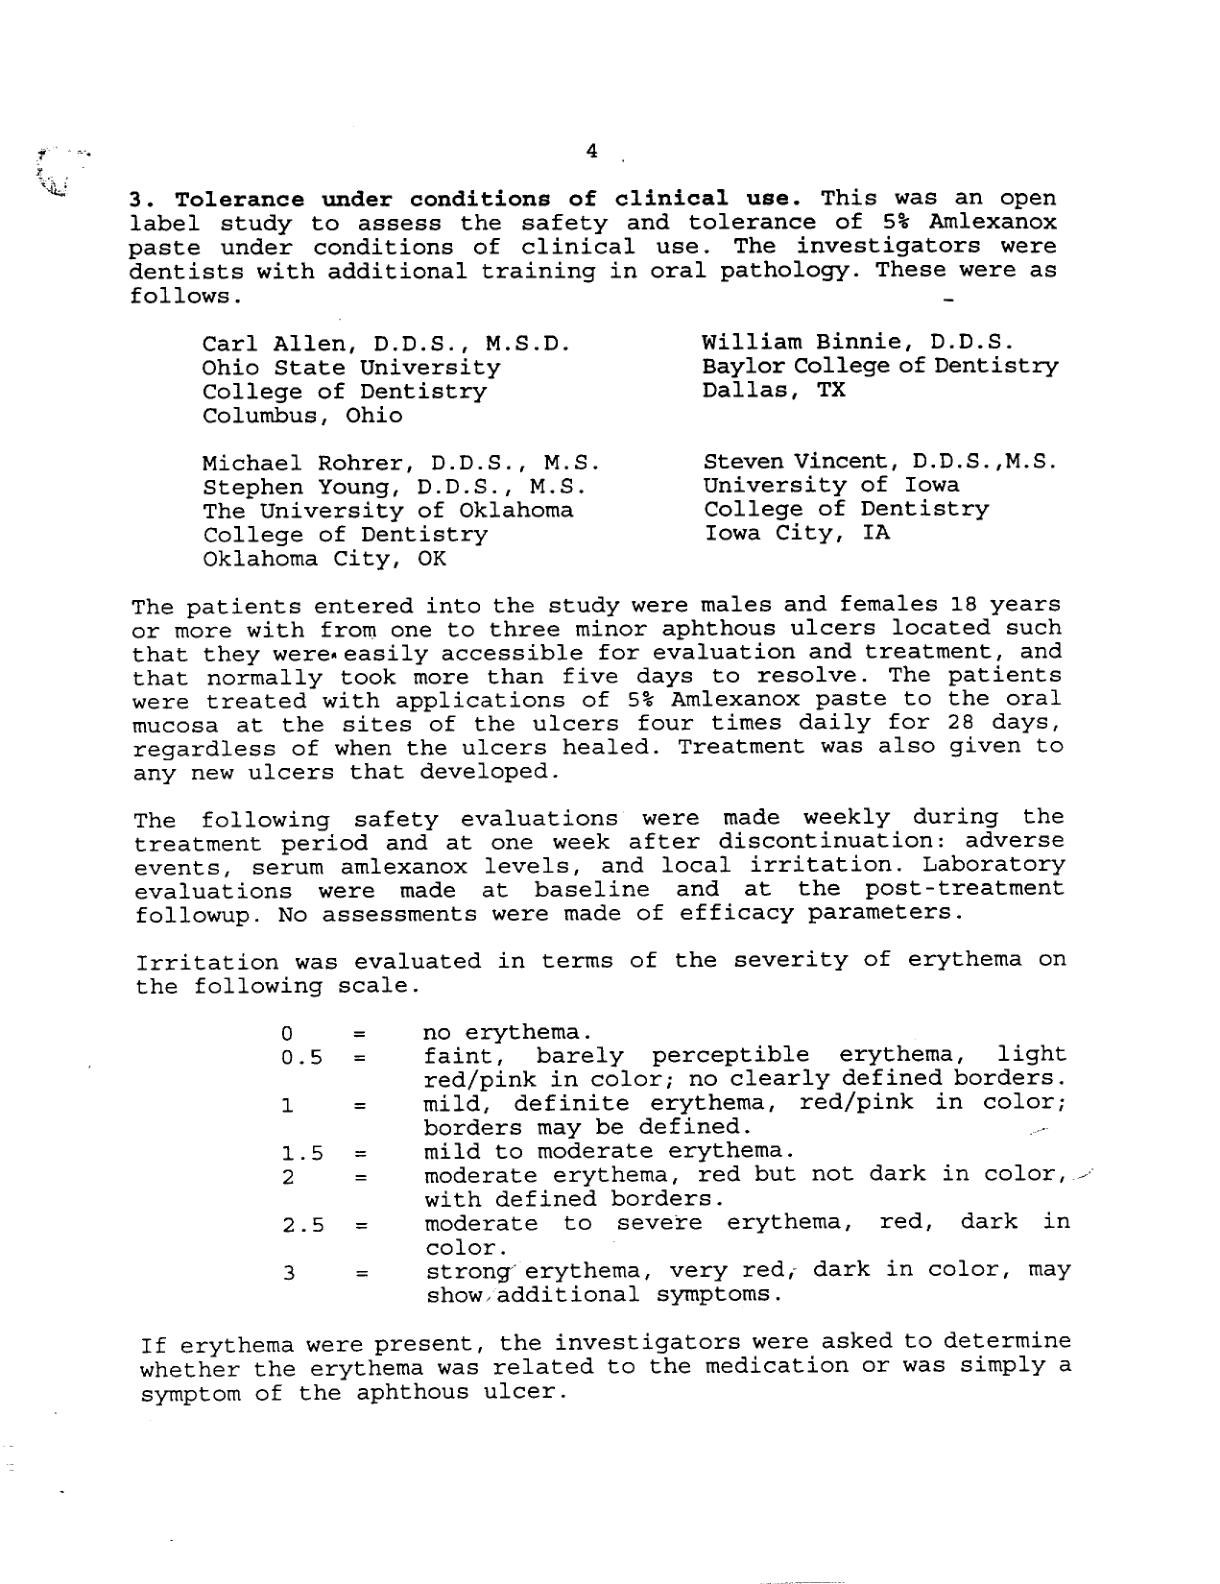 4
3. Tolerance under conditions of clinical use. This was an open
label study to assess the safety and tolerance of 5% Amlexanox
paste under conditions of clinical use. The investigators were
dentists with additional training in oral pathology. These were as
follows.
Carl Allen, D.D.S., M.S.D.
Ohio State University
College of Dentistry
Columbus, Ohio
William Binnie, D.D.S.
Baylor College of Dentistry
Dallas, TX
Michael Rohrer, D.D.S., M.S.
Stephen Young, D.D.S., M.S.
The University of Oklahoma
College of Dentistry
Oklahoma City, OK
Steven Vincent, D.D.S.,M.S.
University of Iowa
College of Dentistry
Iowa City, IA
The patients entered into the study were males and females 18 years
or more with from one to three minor aphthous ulcers located such
that they were easily accessible for evaluation and treatment, and
that normally took more than five days to resolve. The patients
were treated with applications of 5% Amlexanox paste to the oral
mucosa at the sites of the ulcers four times daily for 28 days,
regardless of when the ulcers healed. Treatment was also given to
any new ulcers that developed.
The following safety evaluations were made weekly during the
treatment period and at one week after discontinuation: adverse
events, serum amlexanox levels, and local irritation. Laboratory
evaluations were made at baseline and at the post-treatment
followup. No assessments were made of efficacy parameters.
Irritation was evaluated in terms of the severity of erythema on
the following scale.
0 = no erythema.
0.5 = faint, barely perceptible erythema, light
red/pink in color; no clearly defined borders.
1 = mild, definite erythema, red/pink in color;
borders may be defined.
1.5 = mild to moderate erythema.
2 = moderate erythema, red but not dark in color,
with defined borders.
2.5 = moderate to severe erythema, red, dark in
color.
3 = strong erythema, very red, dark in color, may
show additional symptoms.
If erythema were present, the investigators were asked to determine
whether the erythema was related to the medication or was simply a
symptom of the aphthous ulcer.